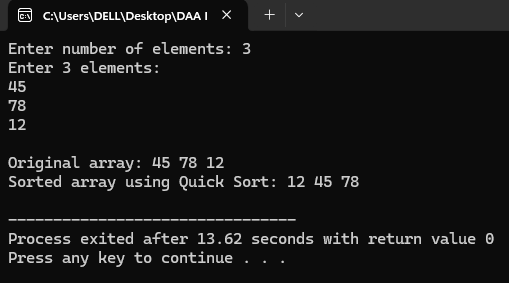 C:\Users\DELL\Desktop\DAA l
Enter number of elements: 3
Enter 3 elements:
45
78
12
Original array: 45 78 12
Sorted array using Quick Sort: 12 45 78
--------------------------------
Process exited after 13.62 seconds with return value 0
Press any key to continue . . .